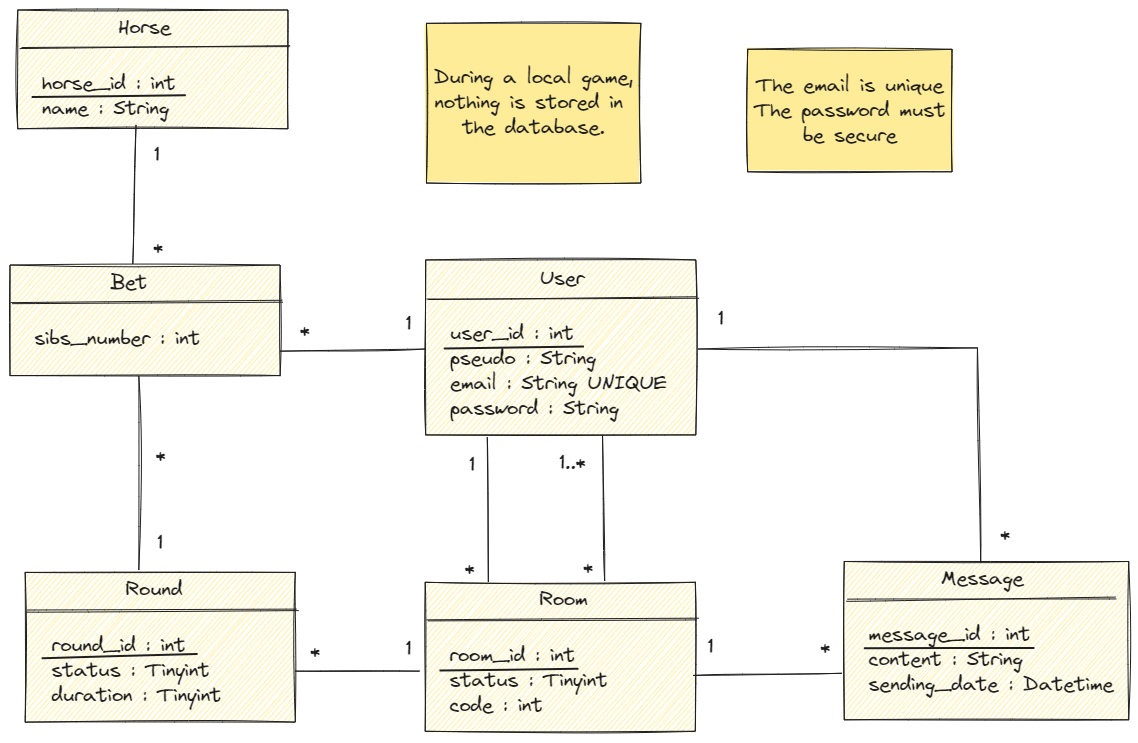 Horse
horse_id : int
name : String
During a local game,
nothing is stored in
the database.
The email is unique
The password must
be secure
1
*
Bet
sibs_number : int
*
1
User
user_id : int
pseudo : String
email : String UNIQUE
password : String
1
*
1
1
1..*
*
*
*
Round
round_id : int
status : Tinyint
duration : Tinyint
*
1
Room
room_id : int
status : Tinyint
code : int
1
*
Message
message_id : int
content : String
sending_date : Datetime